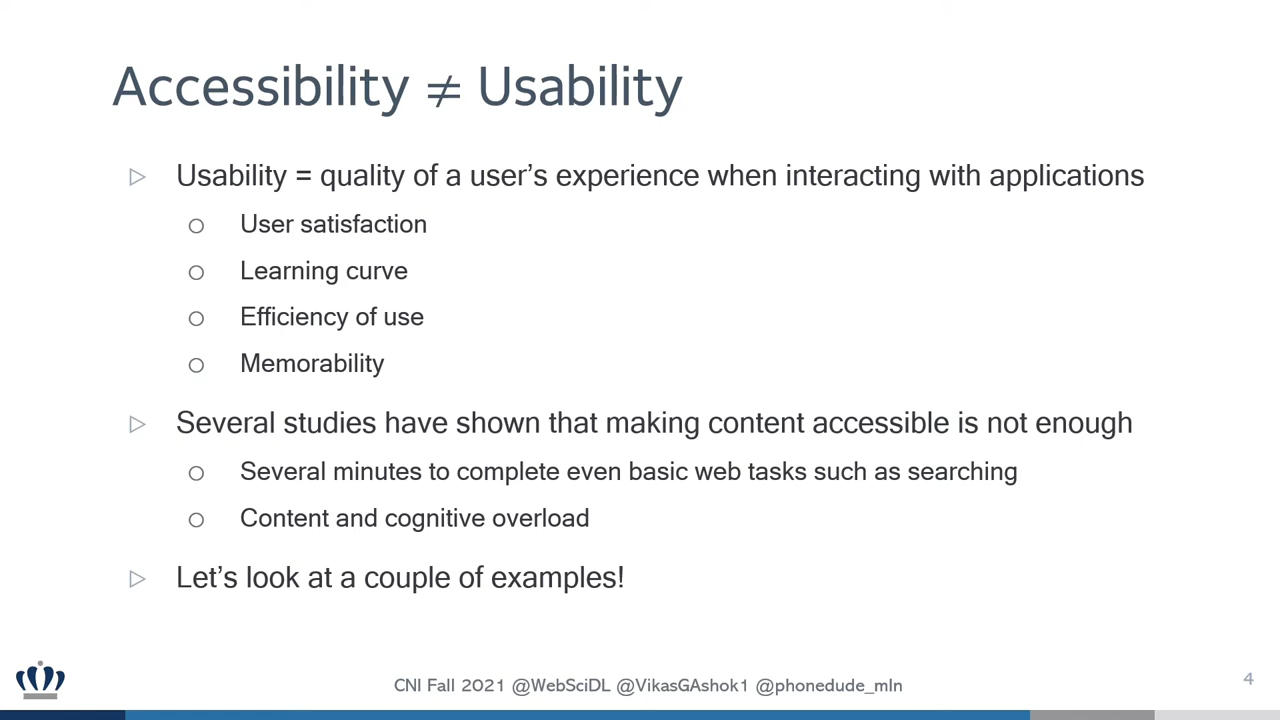 Accessibility ≠ Usability
▷ Usability = quality of a user’s experience when interacting with applications
○ User satisfaction
○ Learning curve
○ Efficiency of use
○ Memorability
▷ Several studies have shown that making content accessible is not enough
○ Several minutes to complete even basic web tasks such as searching
○ Content and cognitive overload
▷ Let’s look at a couple of examples!
CNI Fall 2021 @WebSciDL @VikasGAshok1 @phonedude_mln
4